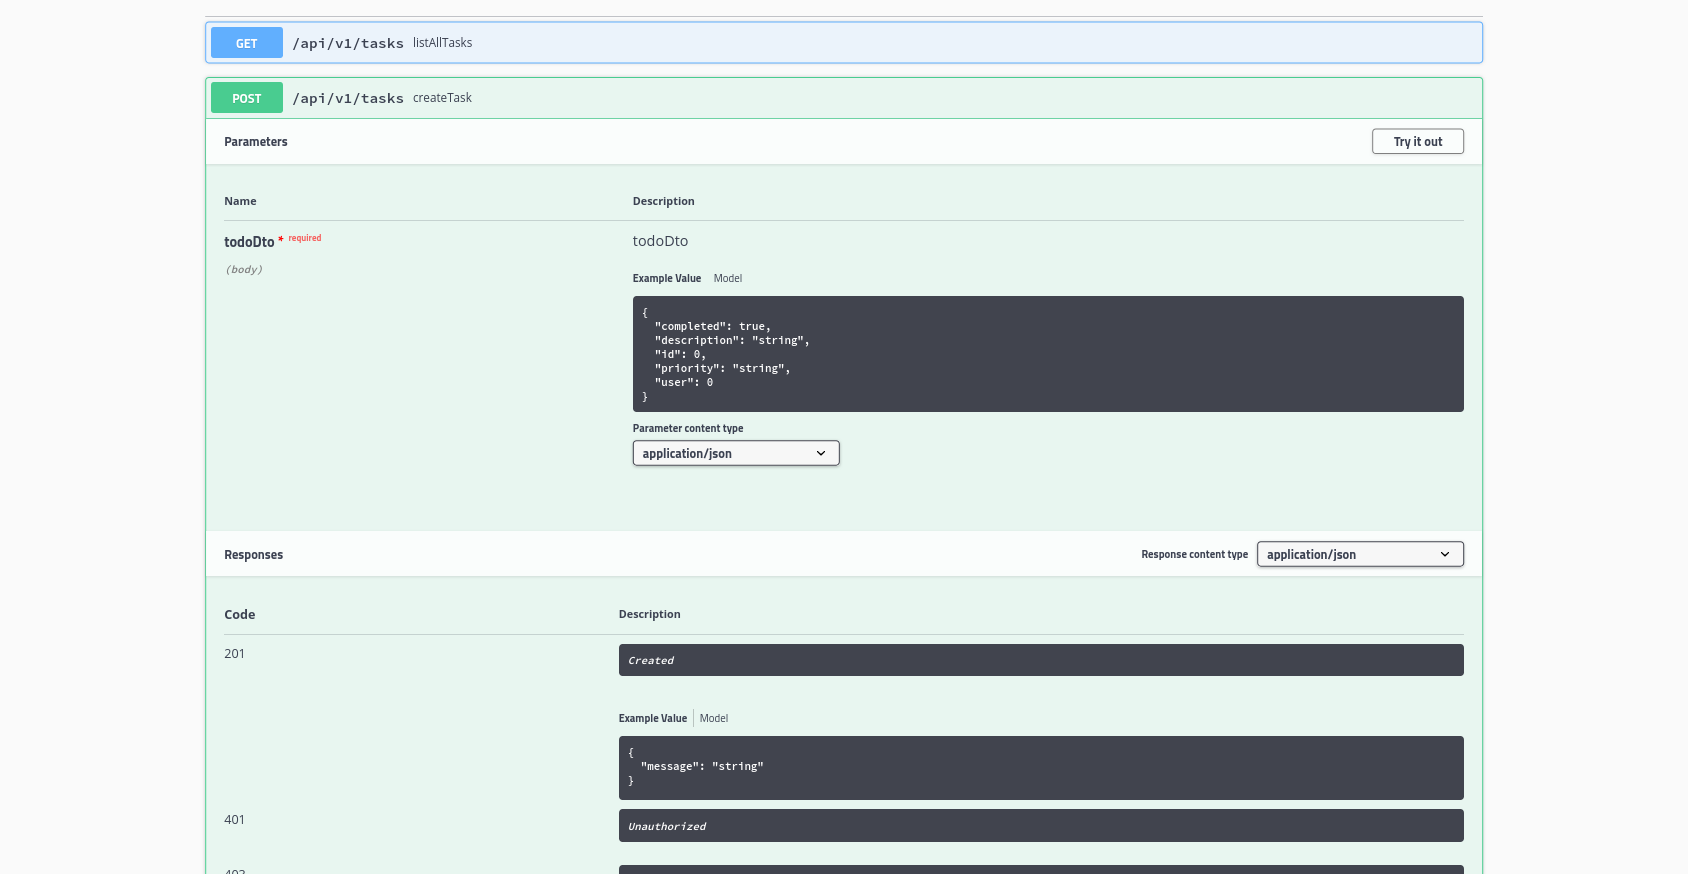 GET /api/v1/tasks listAllTasks
POST /api/v1/tasks createTask
Parameters
Try it out
Name Description
todoDto * required
(body)
todoDto
Example Value Model
{
"completed": true,
"description": "string",
"id": 0,
"priority": "string",
"user": 0
}
Parameter content type
application/json
Responses
Response content type application/json
Code Description
201
Created
Example Value Model
{
"message": "string"
}
401
Unauthorized